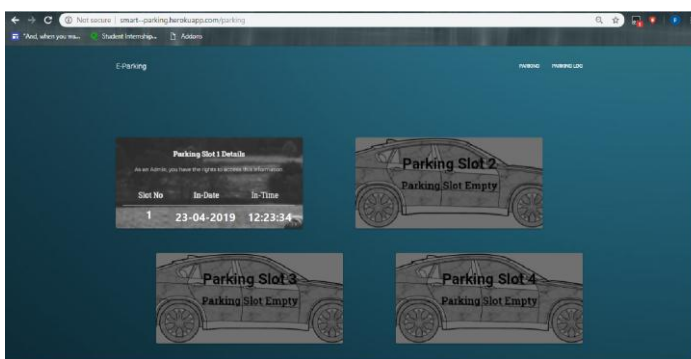 Not secure | smart--parking.herokuapp.com/parking
"And, when you wa... Student Internship... Addons
E-Parking PARKING PARKING LOG
Parking Slot 1 Details
As an Admin, you have the rights to access this information.
Slot No In-Date In-Time
1 23-04-2019 12:23:34
Parking Slot 2
Parking Slot Empty
Parking Slot 3
Parking Slot Empty
Parking Slot 4
Parking Slot Empty